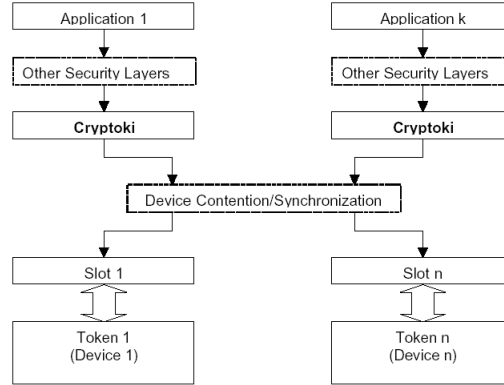 Application 1
Application k
Other Security Layers
Other Security Layers
Cryptoki
Cryptoki
Device Contention/Synchronization
Slot 1
Slot n
Token 1
(Device 1)
Token n
(Device n)